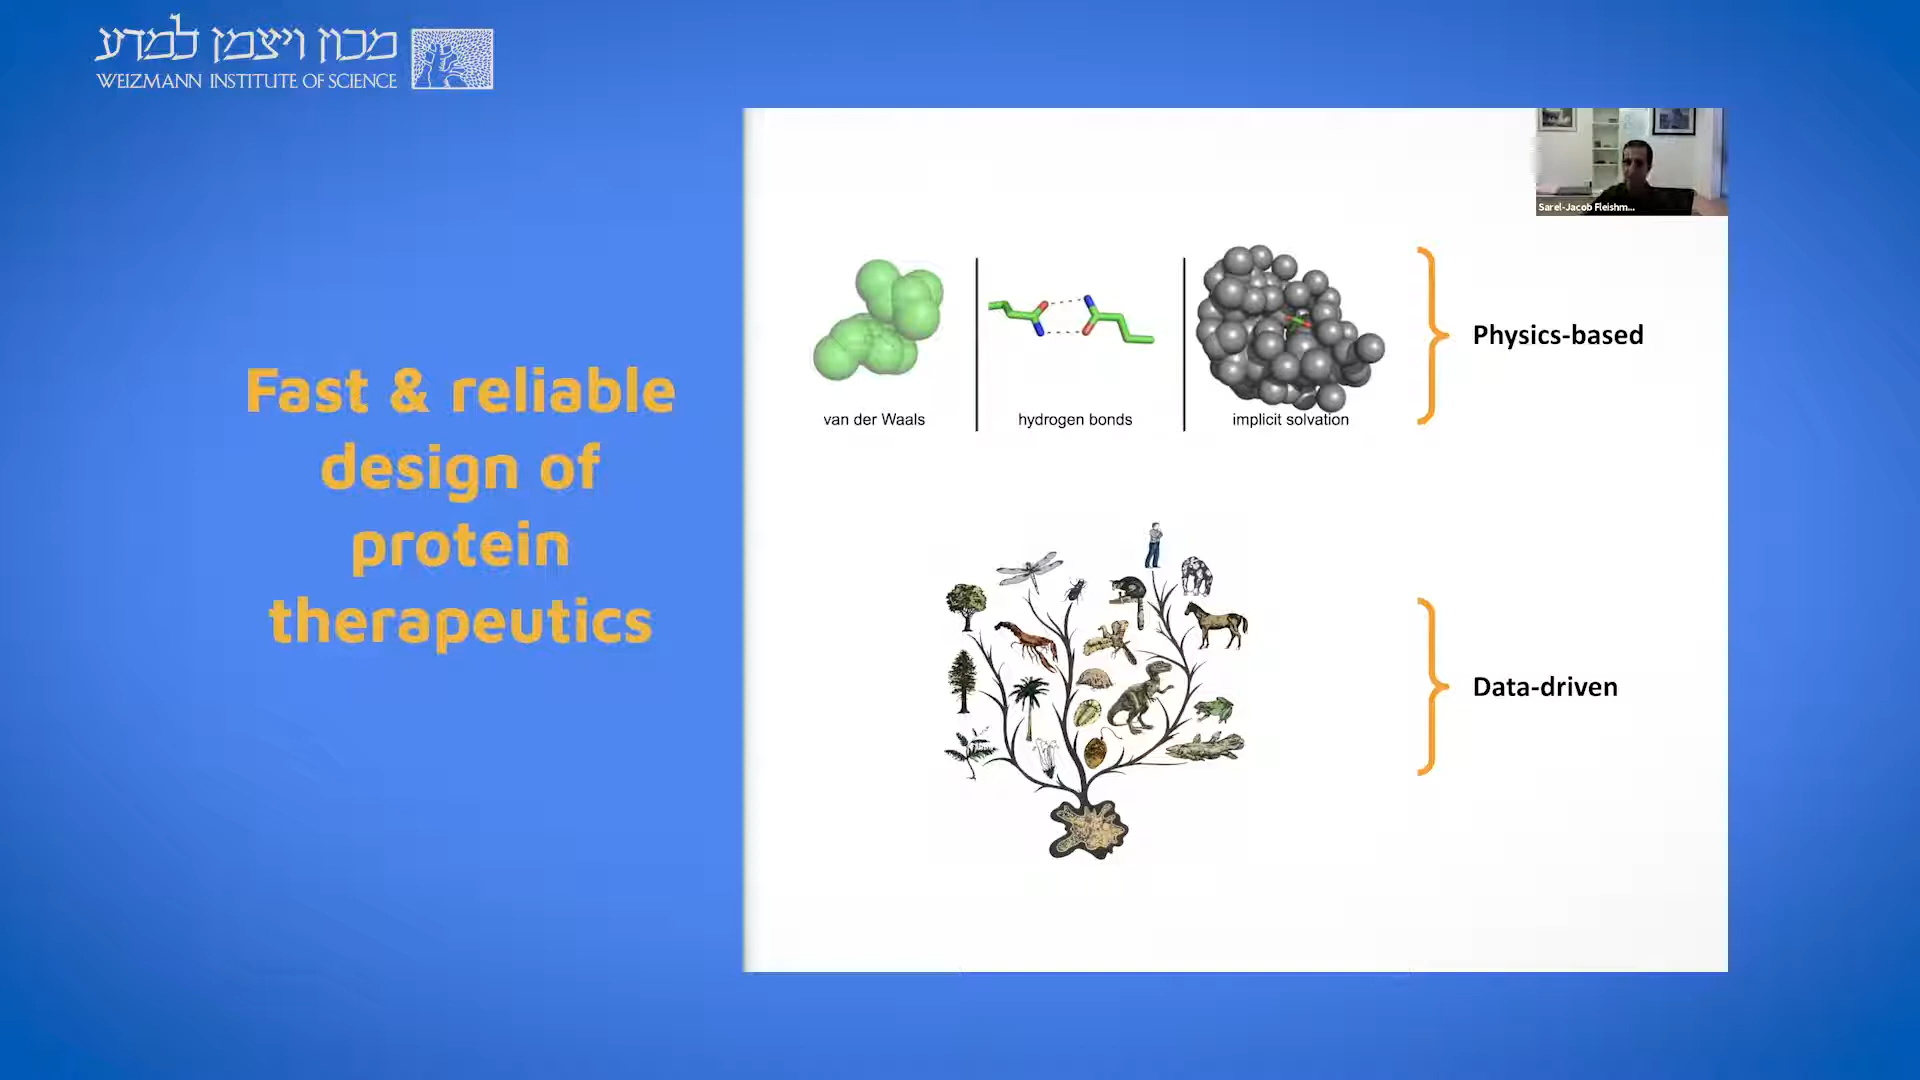 מכון ויצמן למדע
WEIZMANN INSTITUTE OF SCIENCE
Sarel-Jacob Fleishm...
Fast & reliable
design of
protein
therapeutics
van der Waals
hydrogen bonds
implicit solvation
Physics-based
Data-driven